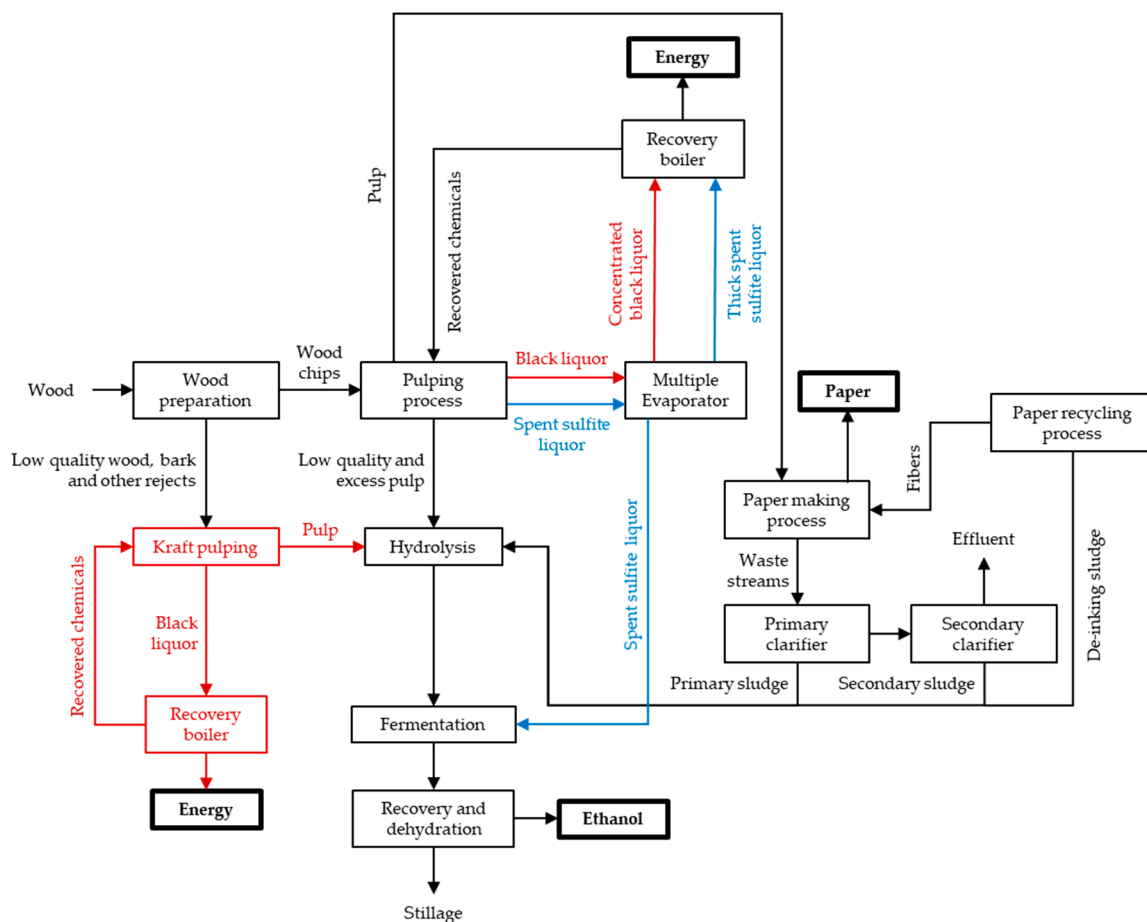 Energy
Recovery
boiler
Pulp
Recovered chemicals
Concentrated
black liquor
Thick spent
sulfite liquor
Wood
Wood
preparation
Wood
chips
Pulping
process
Black liquor
Spent sulfite
liquor
Multiple
Evaporator
Paper
Paper recycling
process
Low quality wood, bark
and other rejects
Low quality and
excess pulp
Spent sulfite liquor
Paper making
process
Fibers
De-inking sludge
Kraft pulping
Pulp
Hydrolysis
Waste
streams
Effluent
Recovered chemicals
Black
liquor
Primary
clarifier
Secondary
clarifier
Primary sludge
Secondary sludge
Recovery
boiler
Fermentation
Energy
Recovery and
dehydration
Ethanol
Stillage